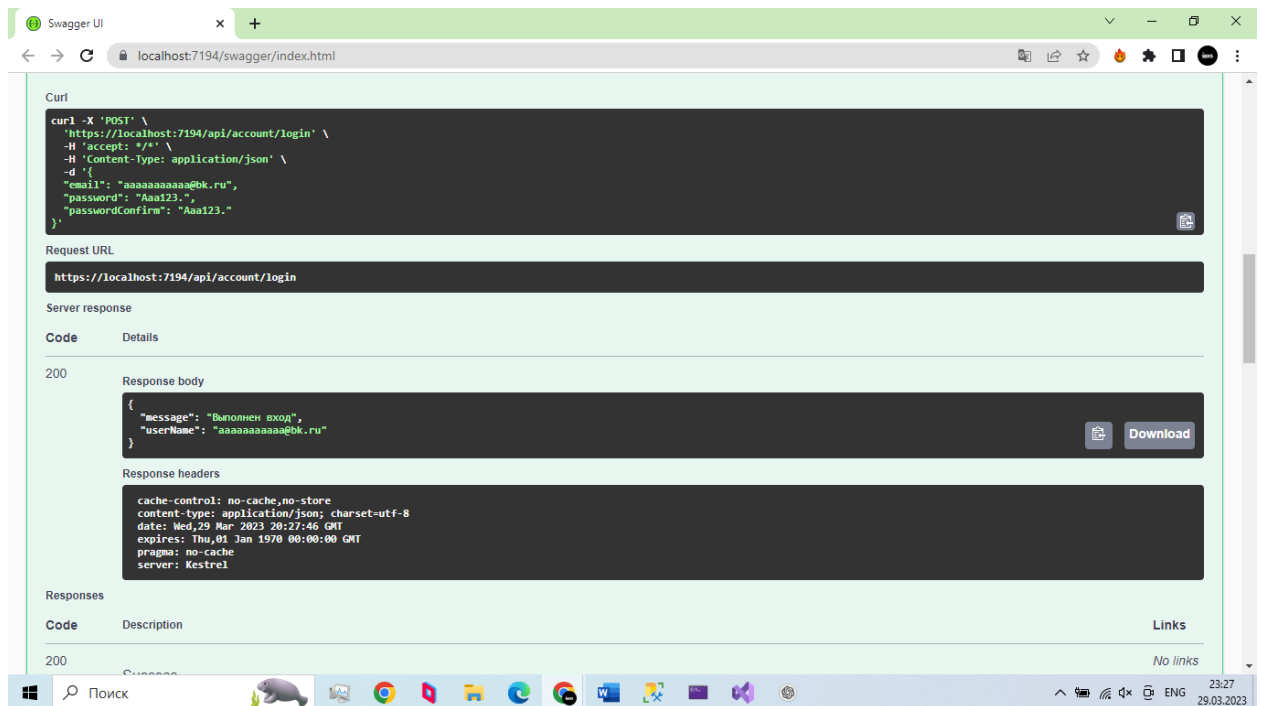 Swagger UI
localhost:7194/swagger/index.html
Curl
curl -X 'POST' \
'https://localhost:7194/api/account/login' \
-H 'accept: */*' \
-H 'Content-Type: application/json' \
-d '{
"email": "aaaaaaaaaaa@bk.ru",
"password": "Aaa123.",
"passwordConfirm": "Aaa123."
}'
Request URL
https://localhost:7194/api/account/login
Server response
Code Details
200
Response body
{
"message": "Выполнен вход",
"userName": "aaaaaaaaaaa@bk.ru"
}
Download
Response headers
cache-control: no-cache,no-store
content-type: application/json; charset=utf-8
date: Wed,29 Mar 2023 20:27:46 GMT
expires: Thu,01 Jan 1970 00:00:00 GMT
pragma: no-cache
server: Kestrel
Responses
Code Description Links
200 Success No links
Поиск
ENG
23:27
29.03.2023